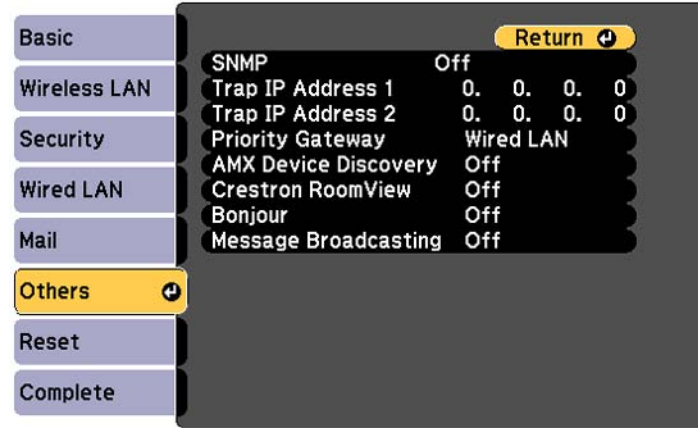 Basic
Wireless LAN
Security
Wired LAN
Mail
Others
Reset
Complete
Return
SNMP Off
Trap IP Address 1 0. 0. 0. 0
Trap IP Address 2 0. 0. 0. 0
Priority Gateway Wired LAN
AMX Device Discovery Off
Crestron RoomView Off
Bonjour Off
Message Broadcasting Off